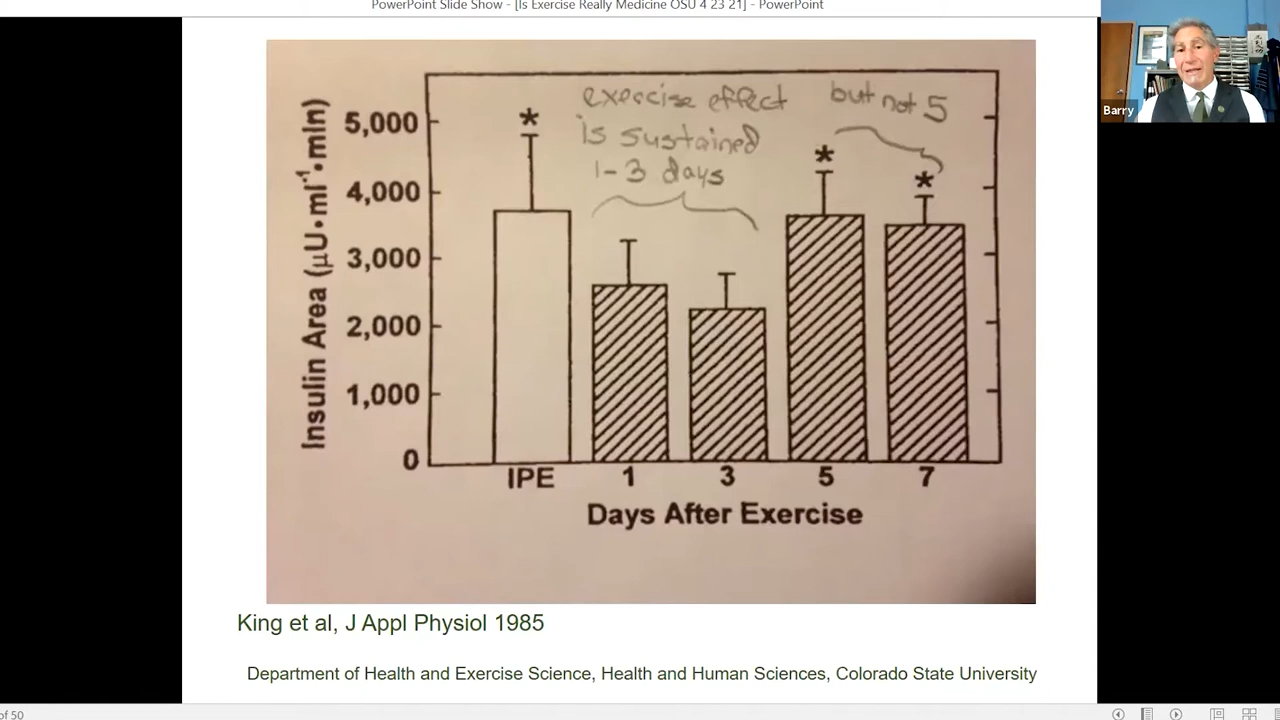 PowerPoint Slide Show - [Is Exercise Really Medicine OSU 4 23 21] - PowerPoint
Barry
exercise effect
is sustained
1-3 days
but not 5
Insulin Area (μU•ml⁻¹•min)
5,000
4,000
3,000
2,000
1,000
0
*
*
*
IPE 1 3 5 7
Days After Exercise
King et al, J Appl Physiol 1985
Department of Health and Exercise Science, Health and Human Sciences, Colorado State University
of 50